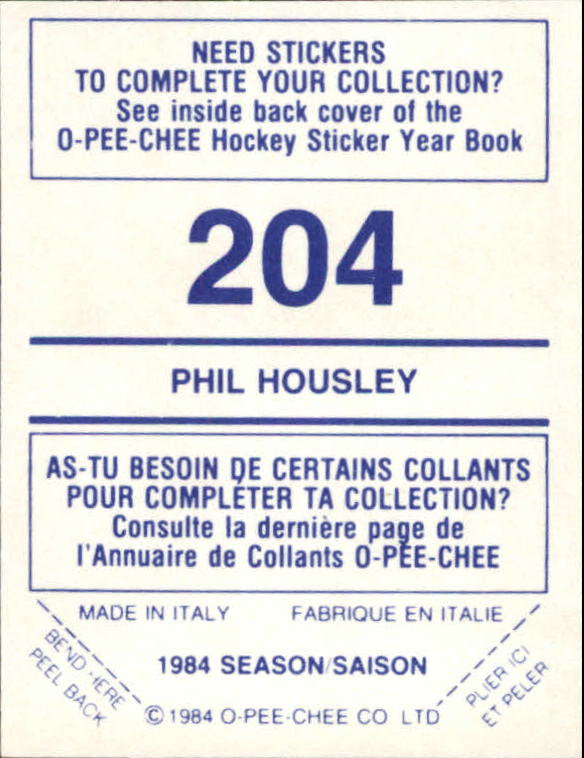 NEED STICKERS
TO COMPLETE YOUR COLLECTION?
See inside back cover of the
O-PEE-CHEE Hockey Sticker Year Book
204
PHIL HOUSLEY
AS-TU BESOIN DE CERTAINS COLLANTS
POUR COMPLÉTER TA COLLECTION?
Consulte la dernière page de
l'Annuaire de Collants O-PEE-CHEE
MADE IN ITALY FABRIQUE EN ITALIE
BEND HERE
PEEL BACK
1984 SEASON/SAISON
PLIER ICI
ET PELER
© 1984 O-PEE-CHEE CO LTD